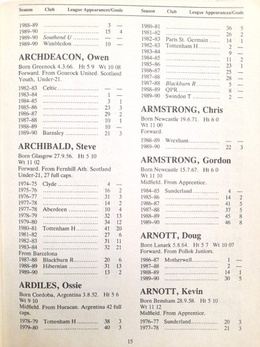 Season Club League Appearances/Goals
1988-89 3 —
1989-90 15 4
1989-90 Southend U
1989-90 Wimbledon 10 —
ARCHDEACON, Owen
Born Greenock 4.3.66. Ht 5 9 Wt 10 08
Forward. From Gourock United. Scotland
Youth, Under-21.
1982-83 Celtic — —
1983-84 1 —
1984-85 3 1
1985-86 23 3
1986-87 29 2
1987-88 10 1
1988-89 10 —
1989-90 Barnsley 21 3
ARCHIBALD, Steve
Born Glasgow 27.9.56. Ht 5 10
Wt 11 02
Forward. From Fernhill Ath. Scotland
Under-21, 27 full caps.
1974-75 Clyde 4 —
1975-76 16 2
1976-77 31 3
1977-78 14 2
1977-78 Aberdeen 10 4
1978-79 32 13
1979-80 34 12
1980-81 Tottenham H 41 20
1981-82 27 6
1982-83 31 11
1983-84 32 21
From Barcelona
1987-88 Blackburn R 20 6
1988-89 Hibernian 31 13
1989-90 13 2
ARDILES, Ossie
Born Cordoba, Argentina 3.8.52. Ht 5 6
Wt 9 10
Midfield. From Huracan. Argentina 42 full
caps.
1978-79 Tottenham H 38 3
1979-80 40 3
Season Club League Appearances/Goals
1980-81 36 5
1981-82 26 2
1982-83 Paris St. Germain 14 1
1982-83 Tottenham H 2 —
1983-84 9 —
1984-85 11 2
1985-86 23 1
1986-87 25 —
1987-88 28 —
1987-88 Blackburn R 5 —
1988-89 QPR 8 —
1989-90 Swindon T 2 —
ARMSTRONG, Chris
Born Newcastle 19.6.71 Ht 6 0
Wt 11 00
Forward.
1988-89 Wrexham — —
1989-90 22 3
ARMSTRONG, Gordon
Born Newcastle 15.7.67. Ht 6 0
Wt 11 10
Midfield. From Apprentice.
1984-85 Sunderland 4 —
1985-86 14 2
1986-87 41 5
1987-88 37 5
1988-89 45 8
1989-90 46 8
ARNOTT, Doug
Born Lanark 5.8.64. Ht 5 7 Wt 10 07
Forward. From Pollok Juniors.
1986-87 Motherwell 1 —
1987-88 2 —
1988-89 14 1
1989-90 30 5
ARNOTT, Kevin
Born Bensham 28.9.58. Ht 5 10
Wt 11 12
Midfield. From Apprentice.
1976-77 Sunderland 20 3
1977-78 21 3
15